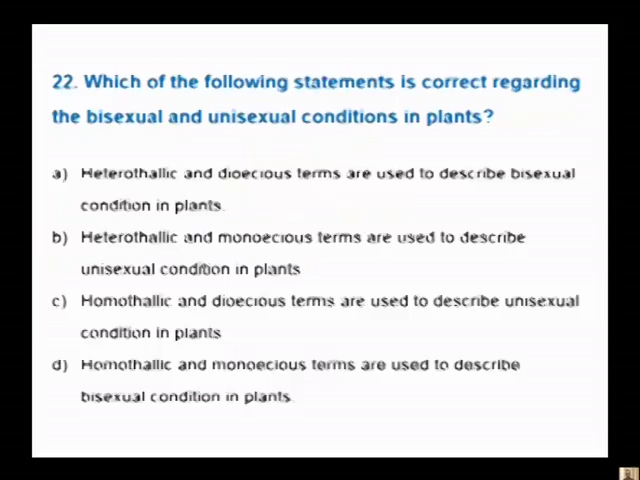 22. Which of the following statements is correct regarding
the bisexual and unisexual conditions in plants?
a) Heterothallic and dioecious terms are used to describe bisexual
condition in plants.
b) Heterothallic and monoecious terms are used to describe
unisexual condition in plants
c) Homothallic and dioecious terms are used to describe unisexual
condition in plants
d) Homothallic and monoecious terms are used to describe
bisexual condition in plants